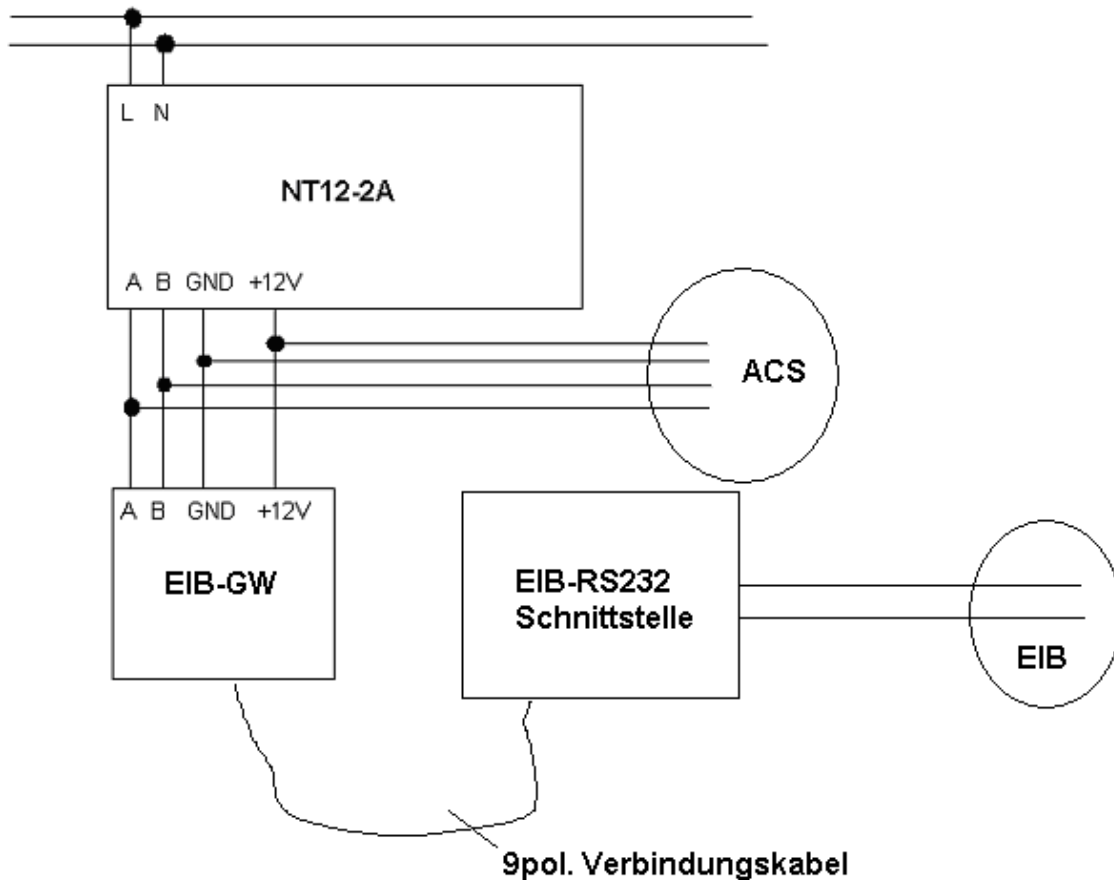 L N
NT12-2A
A B GND +12V
ACS
A B GND +12V
EIB-GW
EIB-RS232
Schnittstelle
EIB
9pol. Verbindungskabel